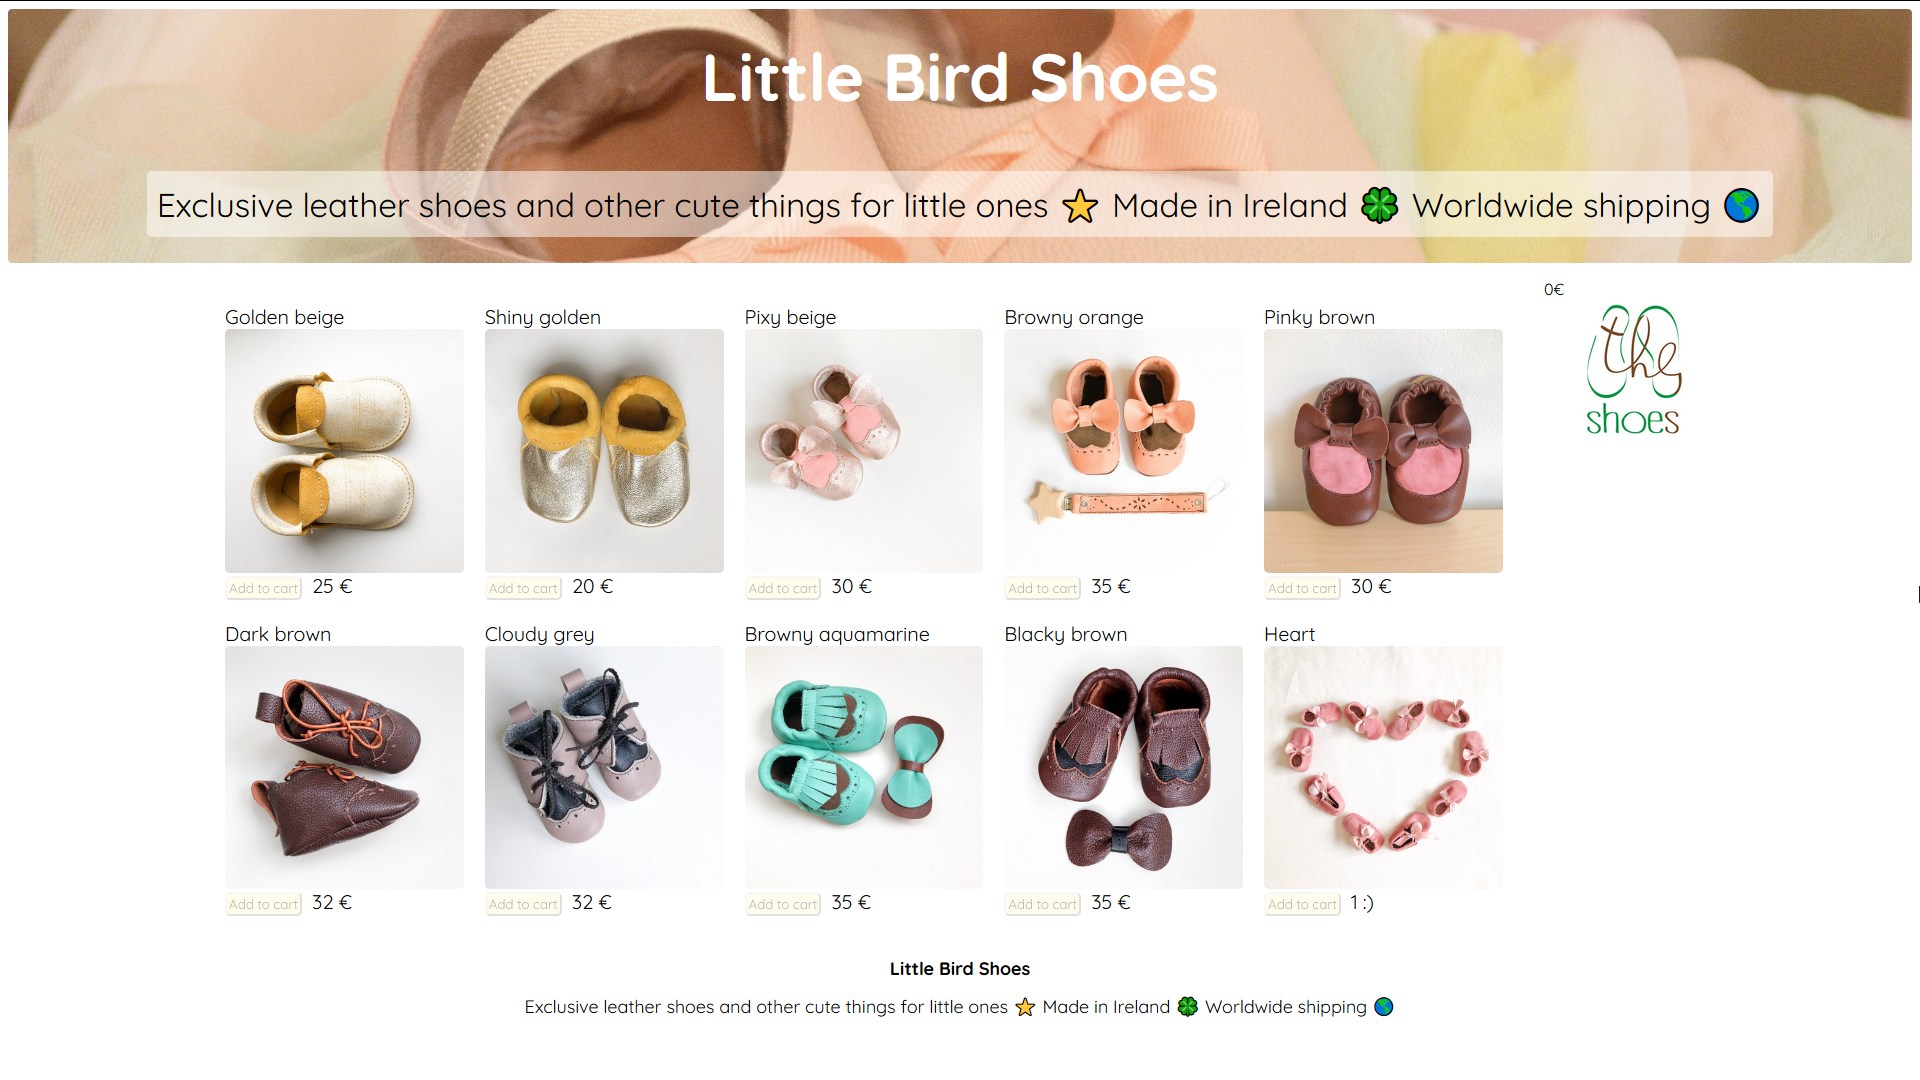 Little Bird Shoes
Exclusive leather shoes and other cute things for little ones ⭐ Made in Ireland 🍀 Worldwide shipping 🌎
0€
the
shoes
Golden beige
Shiny golden
Pixy beige
Browny orange
Pinky brown
Add to cart 25 €
Add to cart 20 €
Add to cart 30 €
Add to cart 35 €
Add to cart 30 €
Dark brown
Cloudy grey
Browny aquamarine
Blacky brown
Heart
Add to cart 32 €
Add to cart 32 €
Add to cart 35 €
Add to cart 35 €
Add to cart 1 :)
Little Bird Shoes
Exclusive leather shoes and other cute things for little ones ⭐ Made in Ireland 🍀 Worldwide shipping 🌎